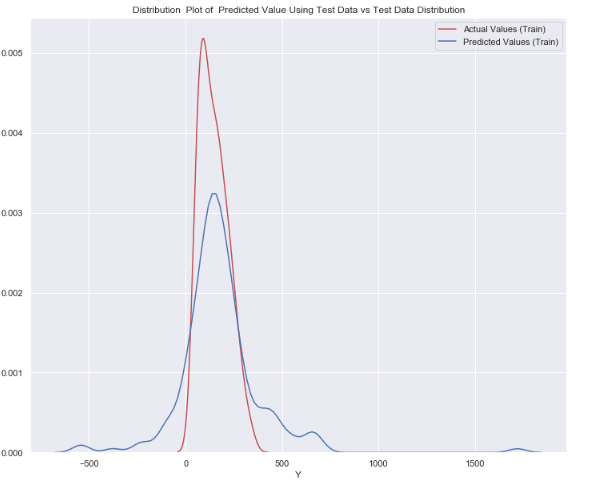 Distribution Plot of Predicted Value Using Test Data vs Test Data Distribution
Actual Values (Train)
Predicted Values (Train)
0.005
0.004
0.003
0.002
0.001
0.000
−500 0 500 1000 1500
Y